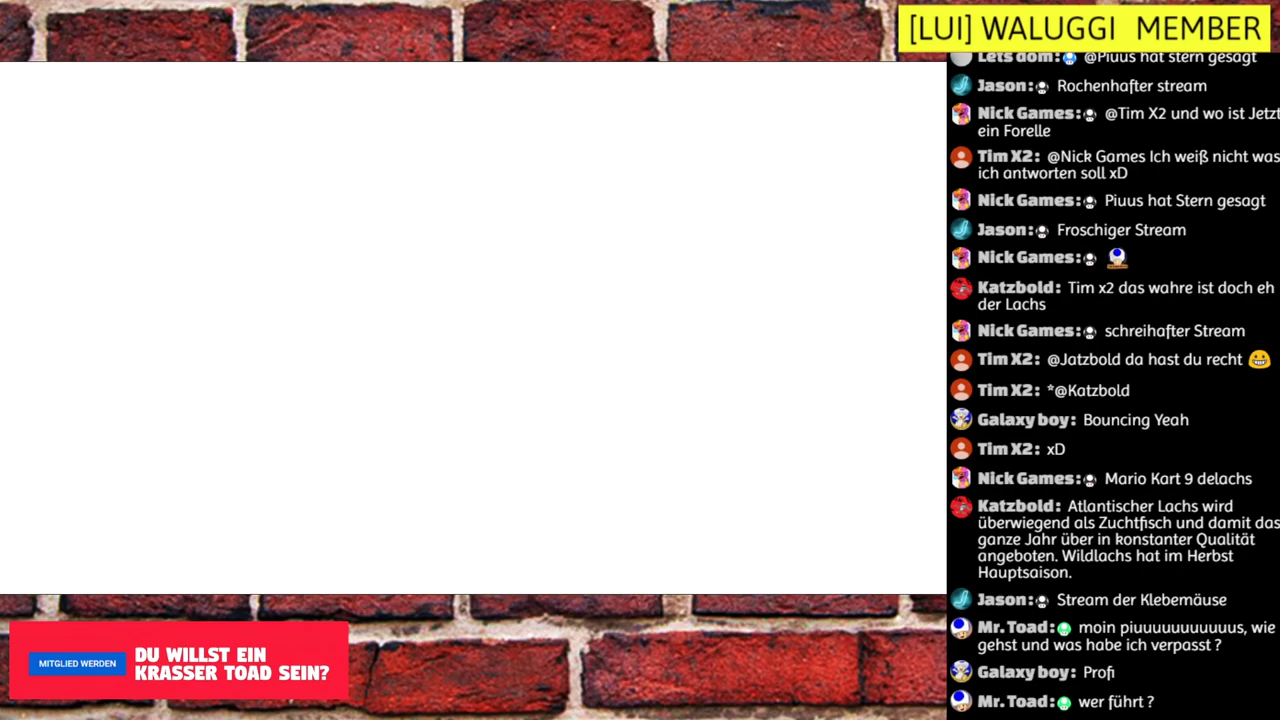 [LUI] WALUGGI MEMBER
Lets dom: @Piuus hat stern gesagt
Jason: Rochenhafter stream
Nick Games: @Tim X2 und wo ist Jetzt
ein Forelle
Tim X2: @Nick Games Ich weiß nicht was
ich antworten soll xD
Nick Games: Piuus hat Stern gesagt
Jason: Froschiger Stream
Nick Games:
Katzbold: Tim x2 das wahre ist doch eh
der Lachs
Nick Games: schreihafter Stream
Tim X2: @Jatzbold da hast du recht
Tim X2: *@Katzbold
Galaxy boy: Bouncing Yeah
Tim X2: xD
Nick Games: Mario Kart 9 delachs
Katzbold: Atlantischer Lachs wird
überwiegend als Zuchtfisch und damit das
ganze Jahr über in konstanter Qualität
angeboten. Wildlachs hat im Herbst
Hauptsaison.
Jason: Stream der Klebemäuse
Mr. Toad: moin piuuuuuuuuuus, wie
gehst und was habe ich verpasst ?
Galaxy boy: Profi
Mr. Toad: wer führt ?
MITGLIED WERDEN
DU WILLST EIN
KRASSER TOAD SEIN?